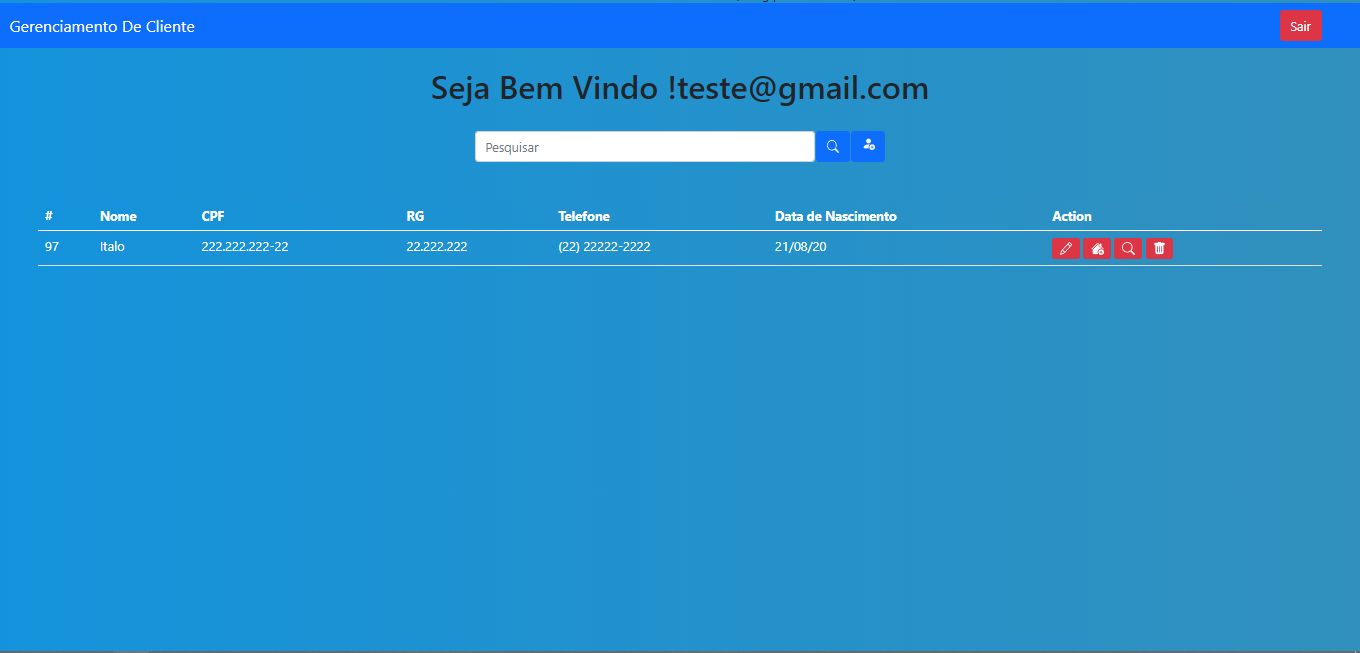 Gerenciamento De Cliente Sair
Seja Bem Vindo !teste@gmail.com
Pesquisar
# Nome CPF RG Telefone Data de Nascimento Action
97 Italo 222.222.222-22 22.222.222 (22) 22222-2222 21/08/20